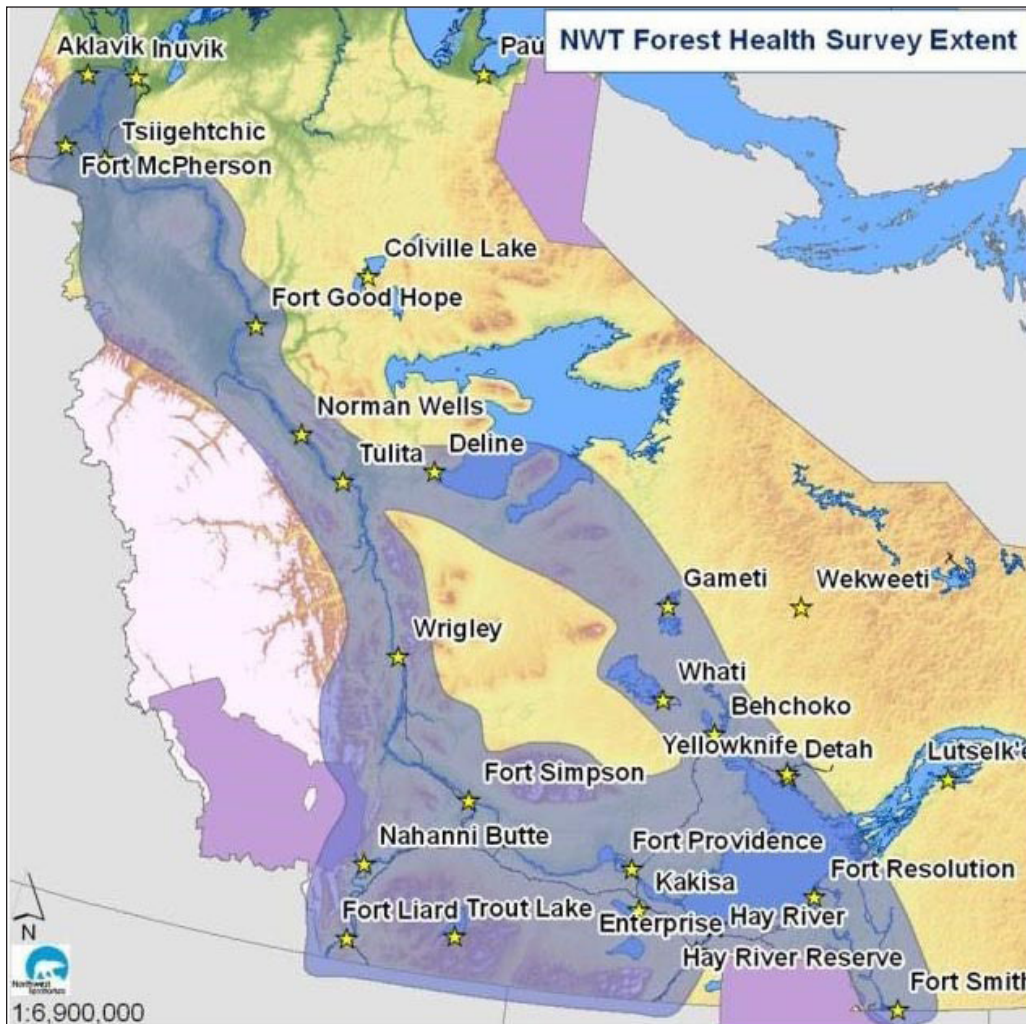 NWT Forest Health Survey Extent
Aklavik
Inuvik
Tsiigehtchic
Fort McPherson
Colville Lake
Fort Good Hope
Norman Wells
Tulita
Deline
Gameti
Wekweeti
Wrigley
Whati
Behchoko
Yellowknife
Detah
Lutselk'e
Fort Simpson
Nahanni Butte
Fort Providence
Fort Resolution
Kakisa
Fort Liard
Trout Lake
Enterprise
Hay River
Hay River Reserve
Fort Smith
N
Northwest
Territories
1:6,900,000